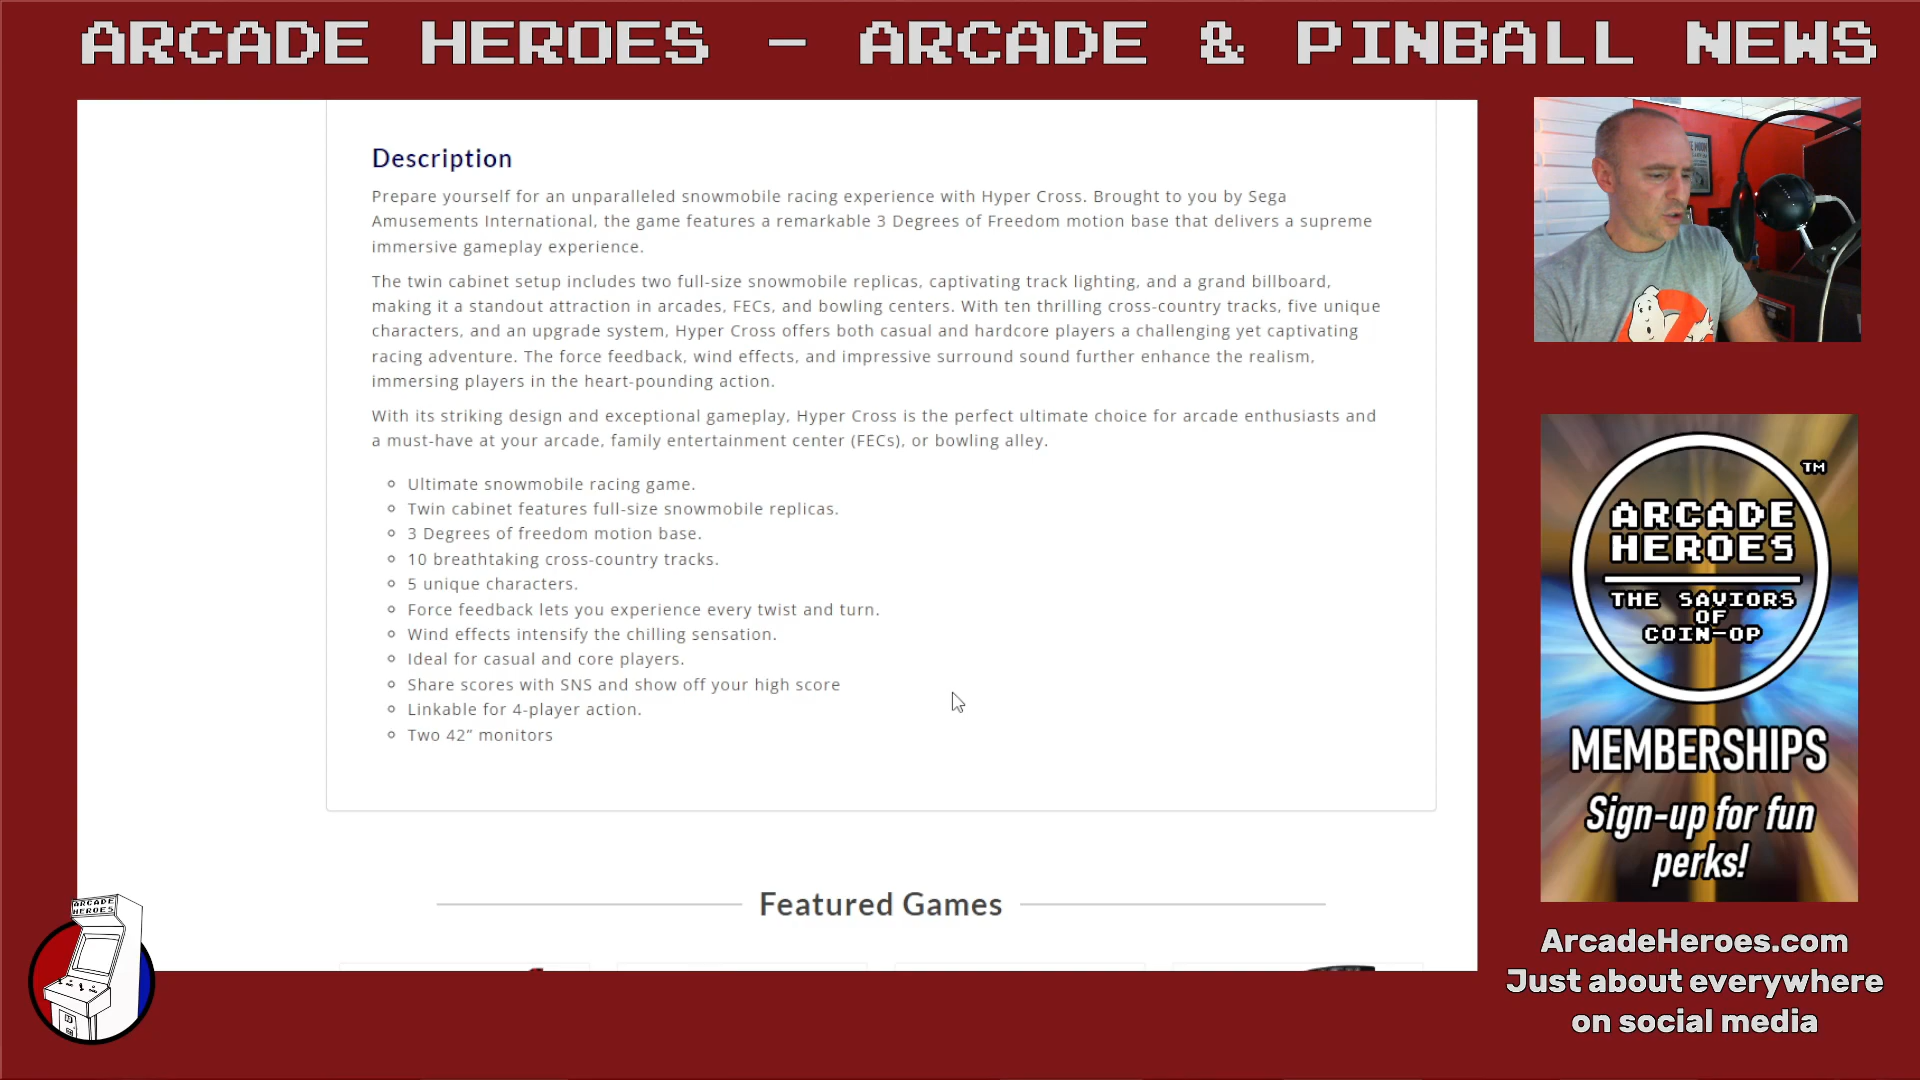 ARCADE HEROES - ARCADE & PINBALL NEWS
Description
Prepare yourself for an unparalleled snowmobile racing experience with Hyper Cross. Brought to you by Sega
Amusements International, the game features a remarkable 3 Degrees of Freedom motion base that delivers a supreme
immersive gameplay experience.
The twin cabinet setup includes two full-size snowmobile replicas, captivating track lighting, and a grand billboard,
making it a standout attraction in arcades, FECs, and bowling centers. With ten thrilling cross-country tracks, five unique
characters, and an upgrade system, Hyper Cross offers both casual and hardcore players a challenging yet captivating
racing adventure. The force feedback, wind effects, and impressive surround sound further enhance the realism,
immersing players in the heart-pounding action.
With its striking design and exceptional gameplay, Hyper Cross is the perfect ultimate choice for arcade enthusiasts and
a must-have at your arcade, family entertainment center (FECs), or bowling alley.
Ultimate snowmobile racing game.
Twin cabinet features full-size snowmobile replicas.
3 Degrees of freedom motion base.
10 breathtaking cross-country tracks.
5 unique characters.
Force feedback lets you experience every twist and turn.
Wind effects intensify the chilling sensation.
Ideal for casual and core players.
Share scores with SNS and show off your high score
Linkable for 4-player action.
Two 42” monitors
Featured Games
ARCADE
HEROES
TM
ARCADE
HEROES
THE SAVIORS
OF
COIN-OP
MEMBERSHIPS
Sign-up for fun
perks!
ArcadeHeroes.com
Just about everywhere
on social media